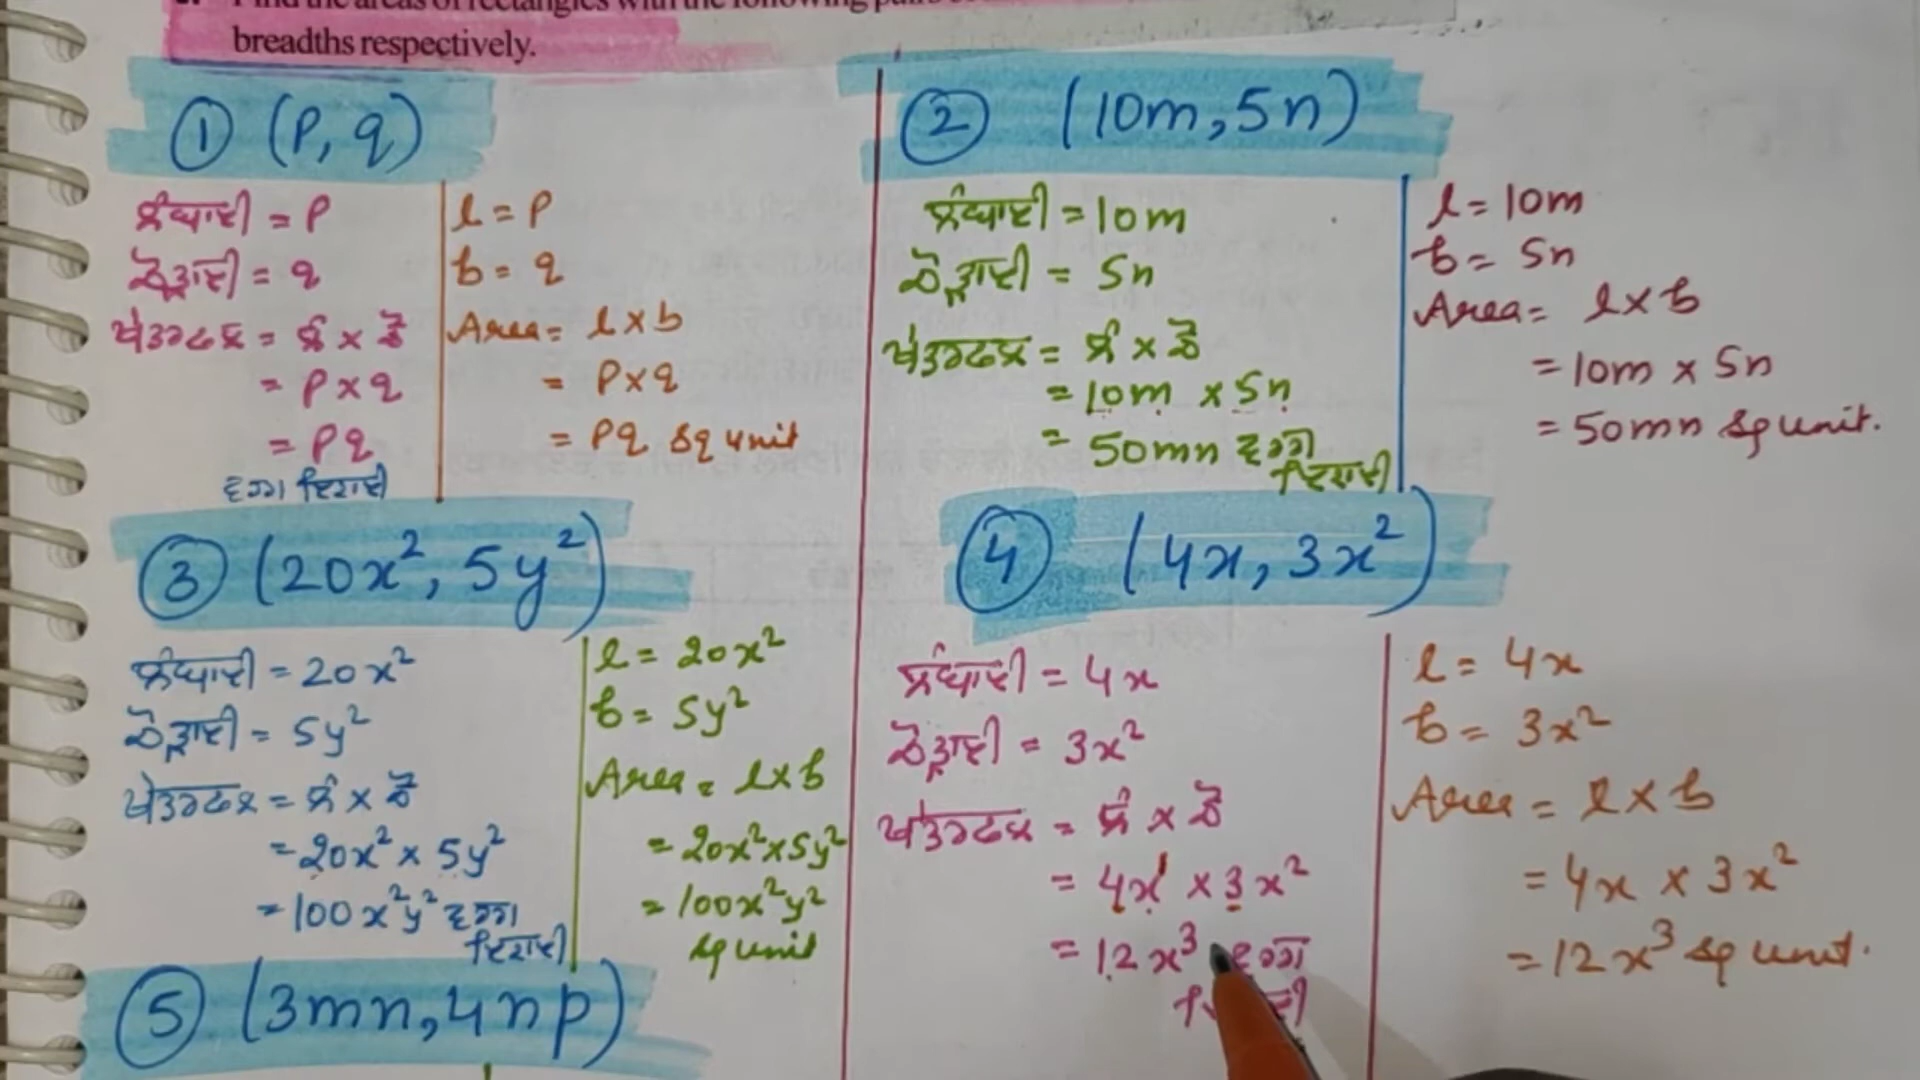 breadths respectively.
① (P, q)
ਲੰਬਾਈ = P
ਚੌੜਾਈ = q
ਖੇਤਰਫਲ = ਲੰ × ਚੌ
= P × q
= Pq
ਵਰਗ ਇਕਾਈ
l = P
b = q
Area = l × b
= P × q
= Pq sq unit
② (10m, 5n)
ਲੰਬਾਈ = 10m
ਚੌੜਾਈ = 5n
ਖੇਤਰਫਲ = ਲੰ × ਚੌ
= 10m × 5n
= 50mn ਵਰਗ
ਇਕਾਈ
l = 10m
b = 5n
Area = l × b
= 10m × 5n
= 50mn sq unit.
③ (20x², 5y²)
ਲੰਬਾਈ = 20x²
ਚੌੜਾਈ = 5y²
ਖੇਤਰਫਲ = ਲੰ × ਚੌ
= 20x² × 5y²
= 100x²y² ਵਰਗ
ਇਕਾਈ
l = 20x²
b = 5y²
Area = l × b
= 20x² × 5y²
= 100x²y²
sq unit
④ (4x, 3x²)
ਲੰਬਾਈ = 4x
ਚੌੜਾਈ = 3x²
ਖੇਤਰਫਲ = ਲੰ × ਚੌ
= 4x¹ × 3x²
= 12x³ ਵਰਗ
l = 4x
b = 3x²
Area = l × b
= 4x × 3x²
= 12x³ sq unit.
⑤ (3mn, 4np)